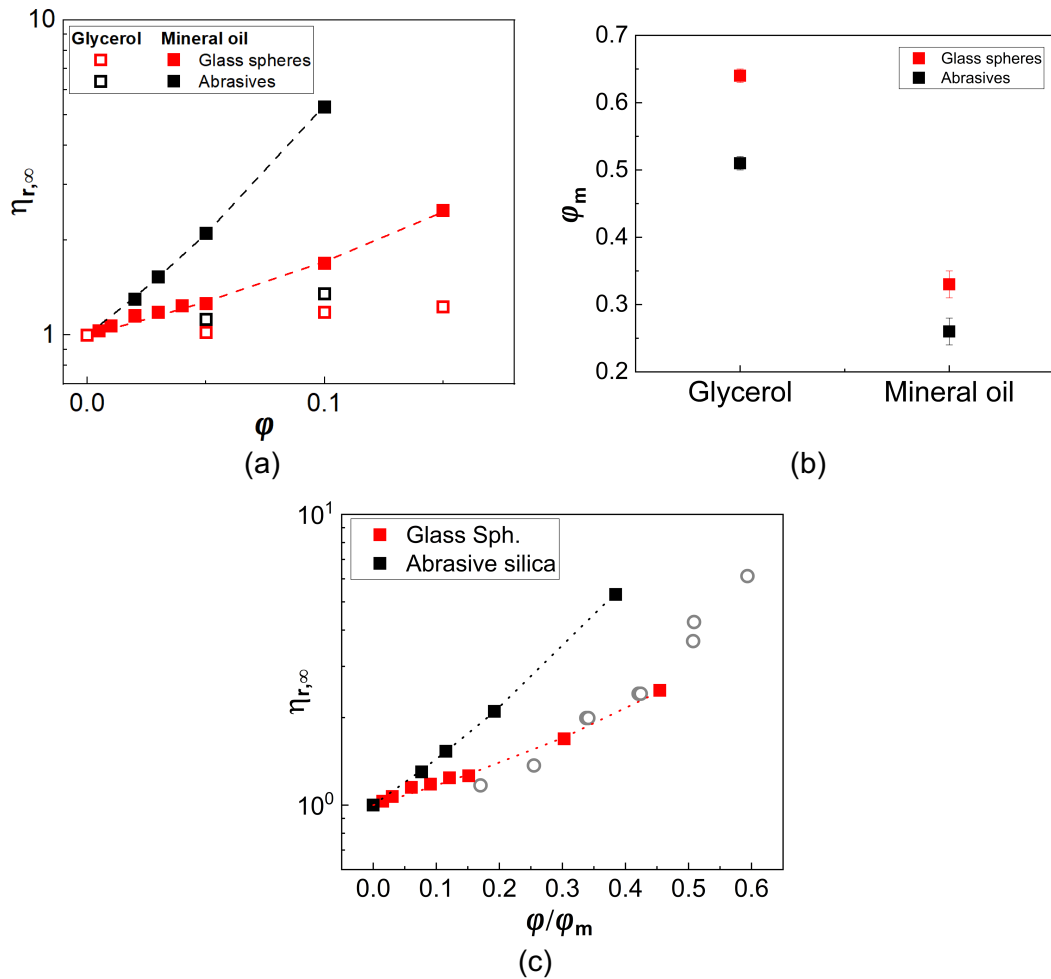 10
Glycerol Mineral oil
Glass spheres
Abrasives
1
ηr,∞
0.0 0.1
φ
(a)
0.7
0.6
0.5
0.4
0.3
0.2
φm
Glass spheres
Abrasives
Glycerol Mineral oil
(b)
10¹
10⁰
Glass Sph.
Abrasive silica
ηr,∞
0.0 0.1 0.2 0.3 0.4 0.5 0.6
φ/φm
(c)